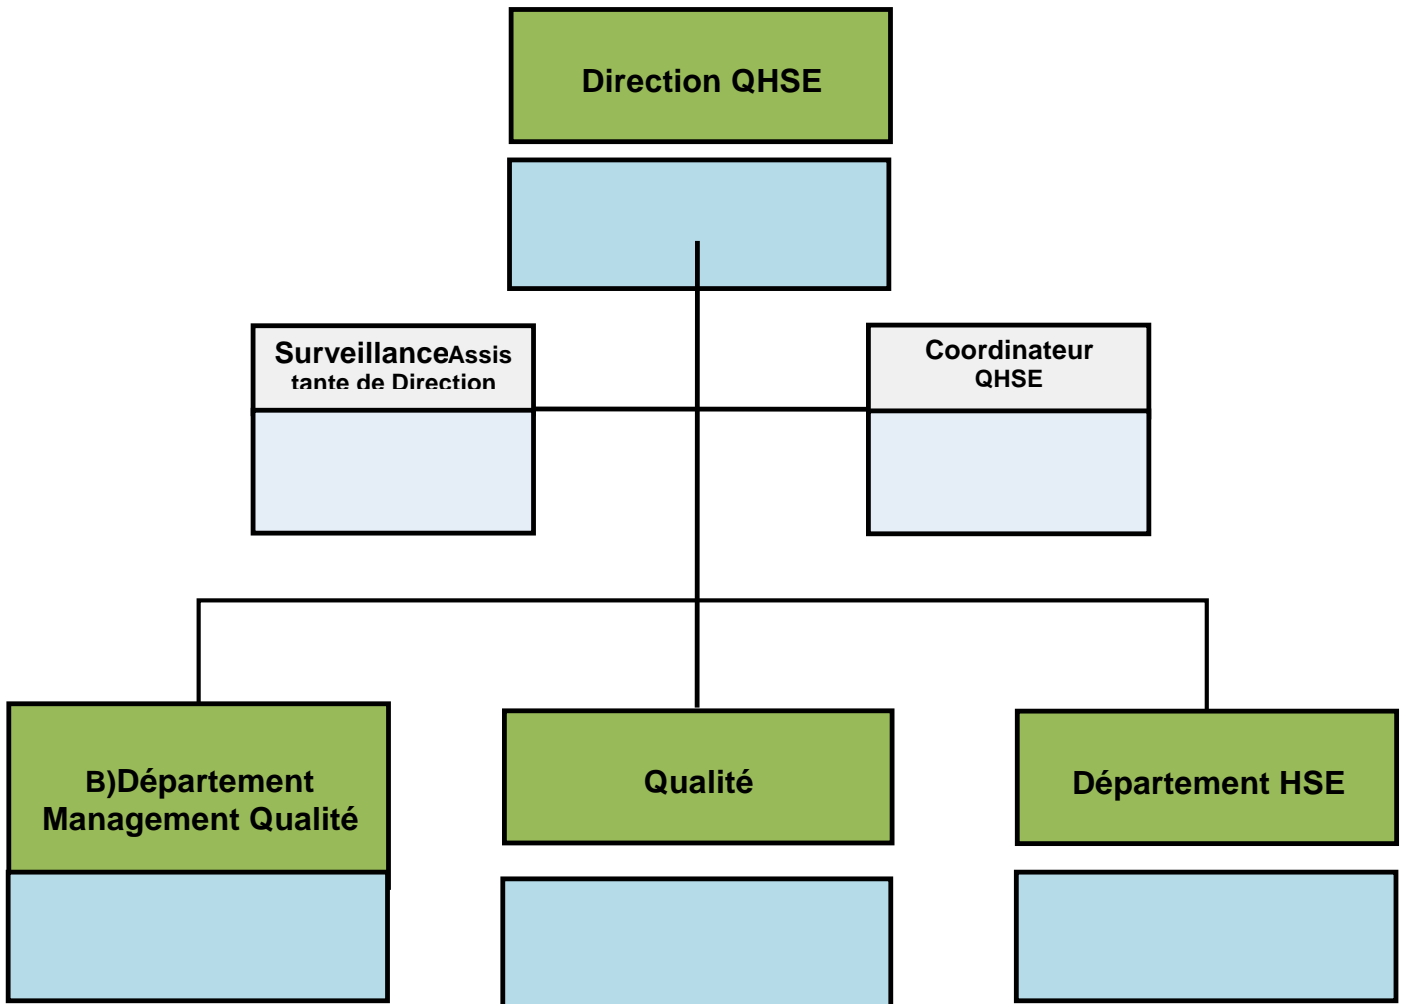 Direction QHSE
SurveillanceAssis
tante de Direction
Coordinateur
QHSE
B)Département
Management Qualité
Qualité
Département HSE